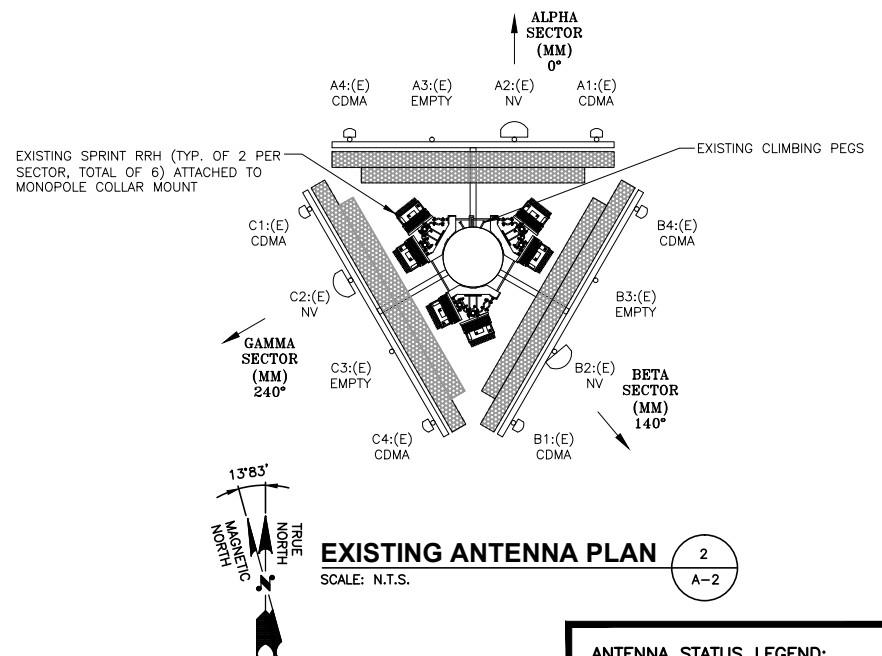 ALPHA
SECTOR
(MM)
0°
A4:(E)
CDMA
A3:(E)
EMPTY
A2:(E)
NV
A1:(E)
CDMA
EXISTING SPRINT RRH (TYP. OF 2 PER
SECTOR, TOTAL OF 6) ATTACHED TO
MONOPOLE COLLAR MOUNT
EXISTING CLIMBING PEGS
C1:(E)
CDMA
B4:(E)
CDMA
C2:(E)
NV
B3:(E)
EMPTY
GAMMA
SECTOR
(MM)
240°
C3:(E)
EMPTY
B2:(E)
NV
BETA
SECTOR
(MM)
140°
C4:(E)
CDMA
B1:(E)
CDMA
13°83'
TRUE
NORTH
MAGNETIC
NORTH
N
EXISTING ANTENNA PLAN
2
A-2
SCALE: N.T.S.
ANTENNA STATUS LEGEND: